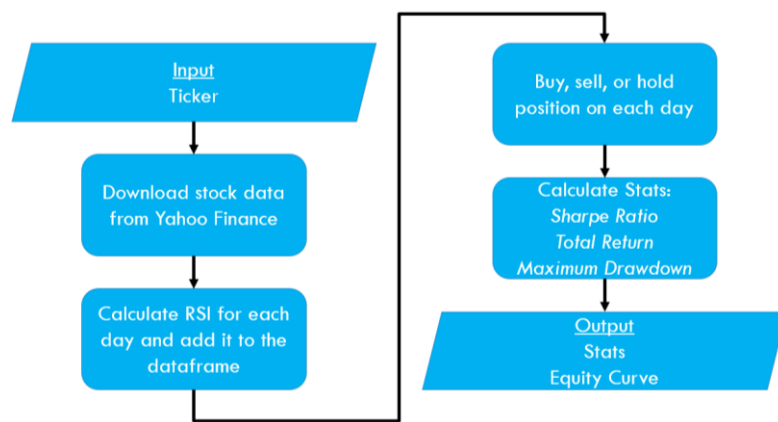 Input
Ticker
Download stock data
from Yahoo Finance
Calculate RSI for each
day and add it to the
dataframe
Buy, sell, or hold
position on each day
Calculate Stats:
Sharpe Ratio
Total Return
Maximum Drawdown
Output
Stats
Equity Curve